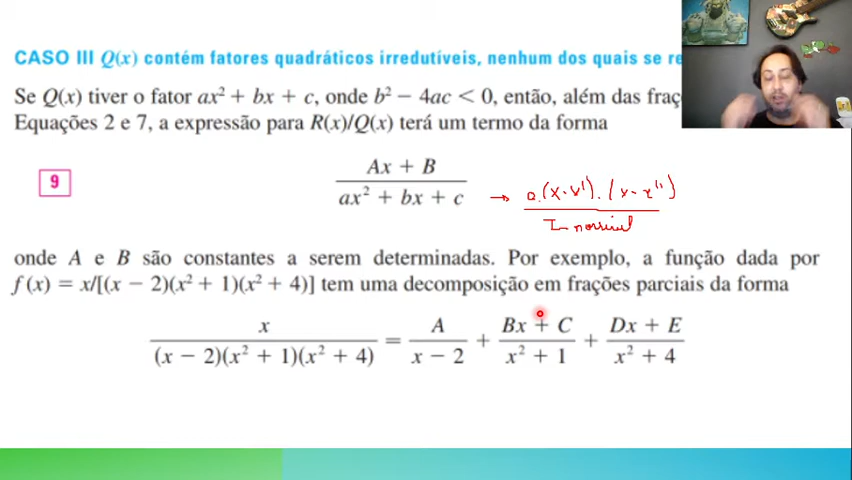 CASO III Q(x) contém fatores quadráticos irredutíveis, nenhum dos quais se re
Se Q(x) tiver o fator ax² + bx + c, onde b² − 4ac < 0, então, além das fraç
Equações 2 e 7, a expressão para R(x)/Q(x) terá um termo da forma
9
Ax + B
ax² + bx + c
→ a.(x-x').(x-x'')
onde A e B são constantes a serem determinadas. Por exemplo, a função dada por
f(x) = x/[(x − 2)(x² + 1)(x² + 4)] tem uma decomposição em frações parciais da forma
x/((x − 2)(x² + 1)(x² + 4)) = A/(x − 2) + (Bx + C)/(x² + 1) + (Dx + E)/(x² + 4)